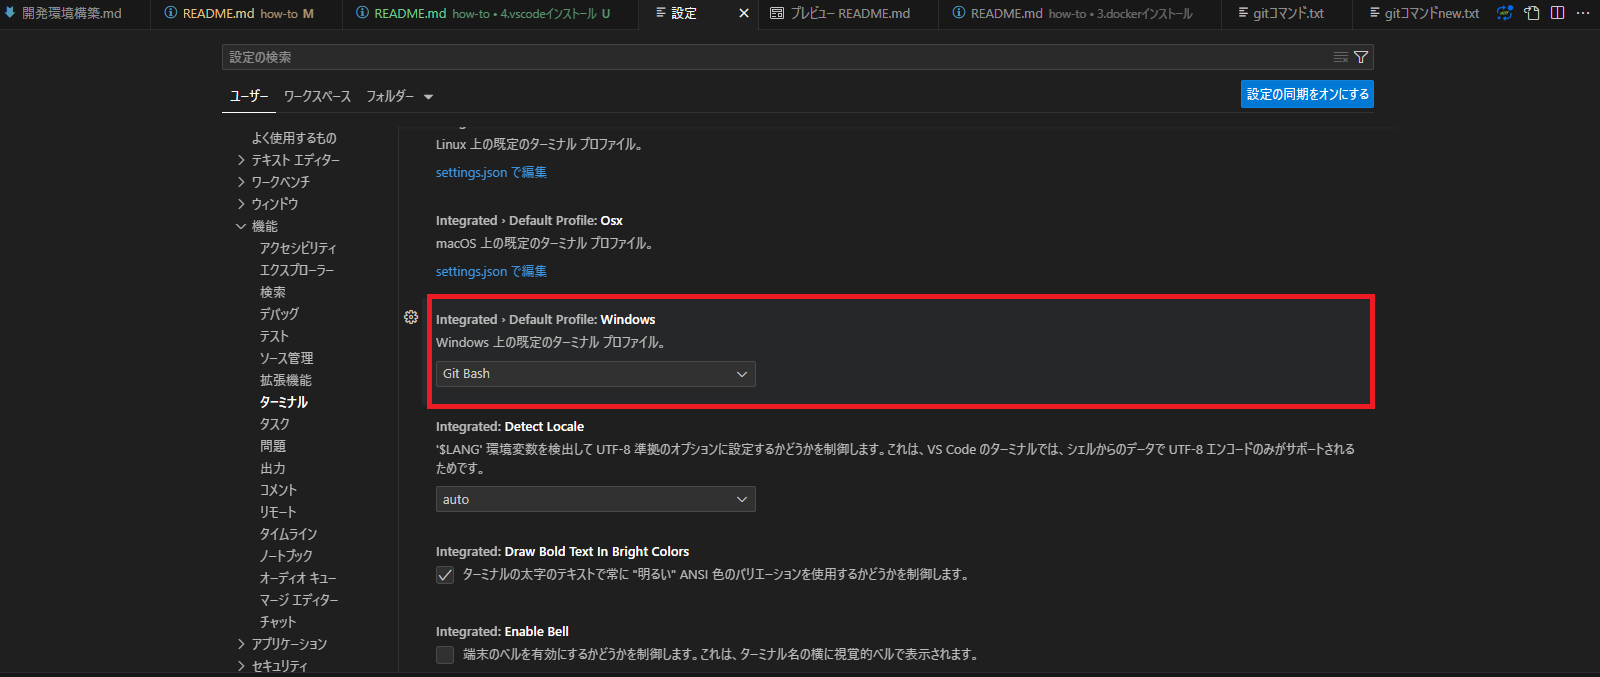 開発環境構築.md
README.md how-to M
README.md how-to • 4.vscodeインストール U
設定
プレビュー README.md
README.md how-to • 3.dockerインストール
gitコマンド.txt
gitコマンドnew.txt
設定の検索
ユーザー
ワークスペース
フォルダー
設定の同期をオンにする
よく使用するもの
テキスト エディター
ワークベンチ
ウィンドウ
機能
アクセシビリティ
エクスプローラー
検索
デバッグ
テスト
ソース管理
拡張機能
ターミナル
タスク
問題
出力
コメント
リモート
タイムライン
ノートブック
オーディオ キュー
マージ エディター
チャット
アプリケーション
セキュリティ
Linux 上の既定のターミナル プロファイル。
settings.json で編集
Integrated › Default Profile: Osx
macOS 上の既定のターミナル プロファイル。
settings.json で編集
Integrated › Default Profile: Windows
Windows 上の既定のターミナル プロファイル。
Git Bash
Integrated: Detect Locale
'$LANG' 環境変数を検出して UTF-8 準拠のオプションに設定するかどうかを制御します。これは、VS Code のターミナルでは、シェルからのデータで UTF-8 エンコードのみがサポートされる
ためです。
auto
Integrated: Draw Bold Text In Bright Colors
ターミナルの太字のテキストで常に "明るい" ANSI 色のバリエーションを使用するかどうかを制御します。
Integrated: Enable Bell
端末のベルを有効にするかどうかを制御します。これは、ターミナル名の横に視覚的ベルで表示されます。